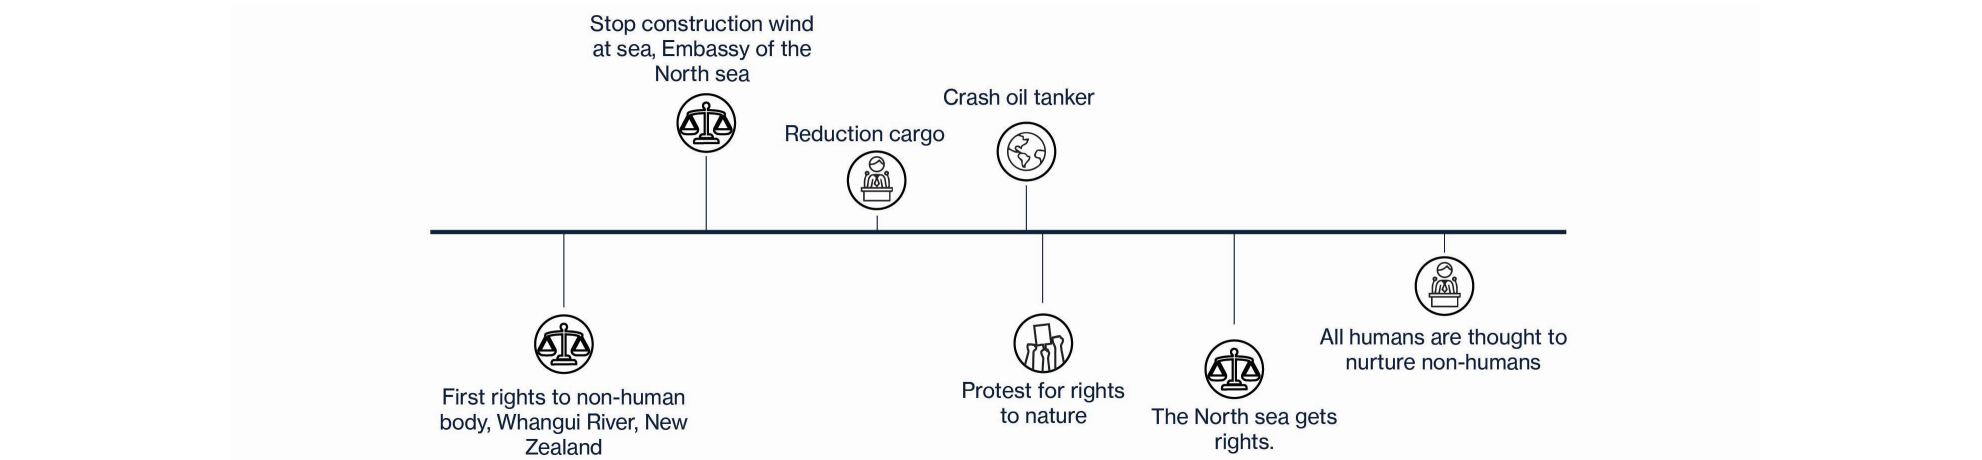 Stop construction wind
at sea, Embassy of the
North sea
Reduction cargo
Crash oil tanker
First rights to non-human
body, Whangui River, New
Zealand
Protest for rights
to nature
The North sea gets
rights.
All humans are thought to
nurture non-humans